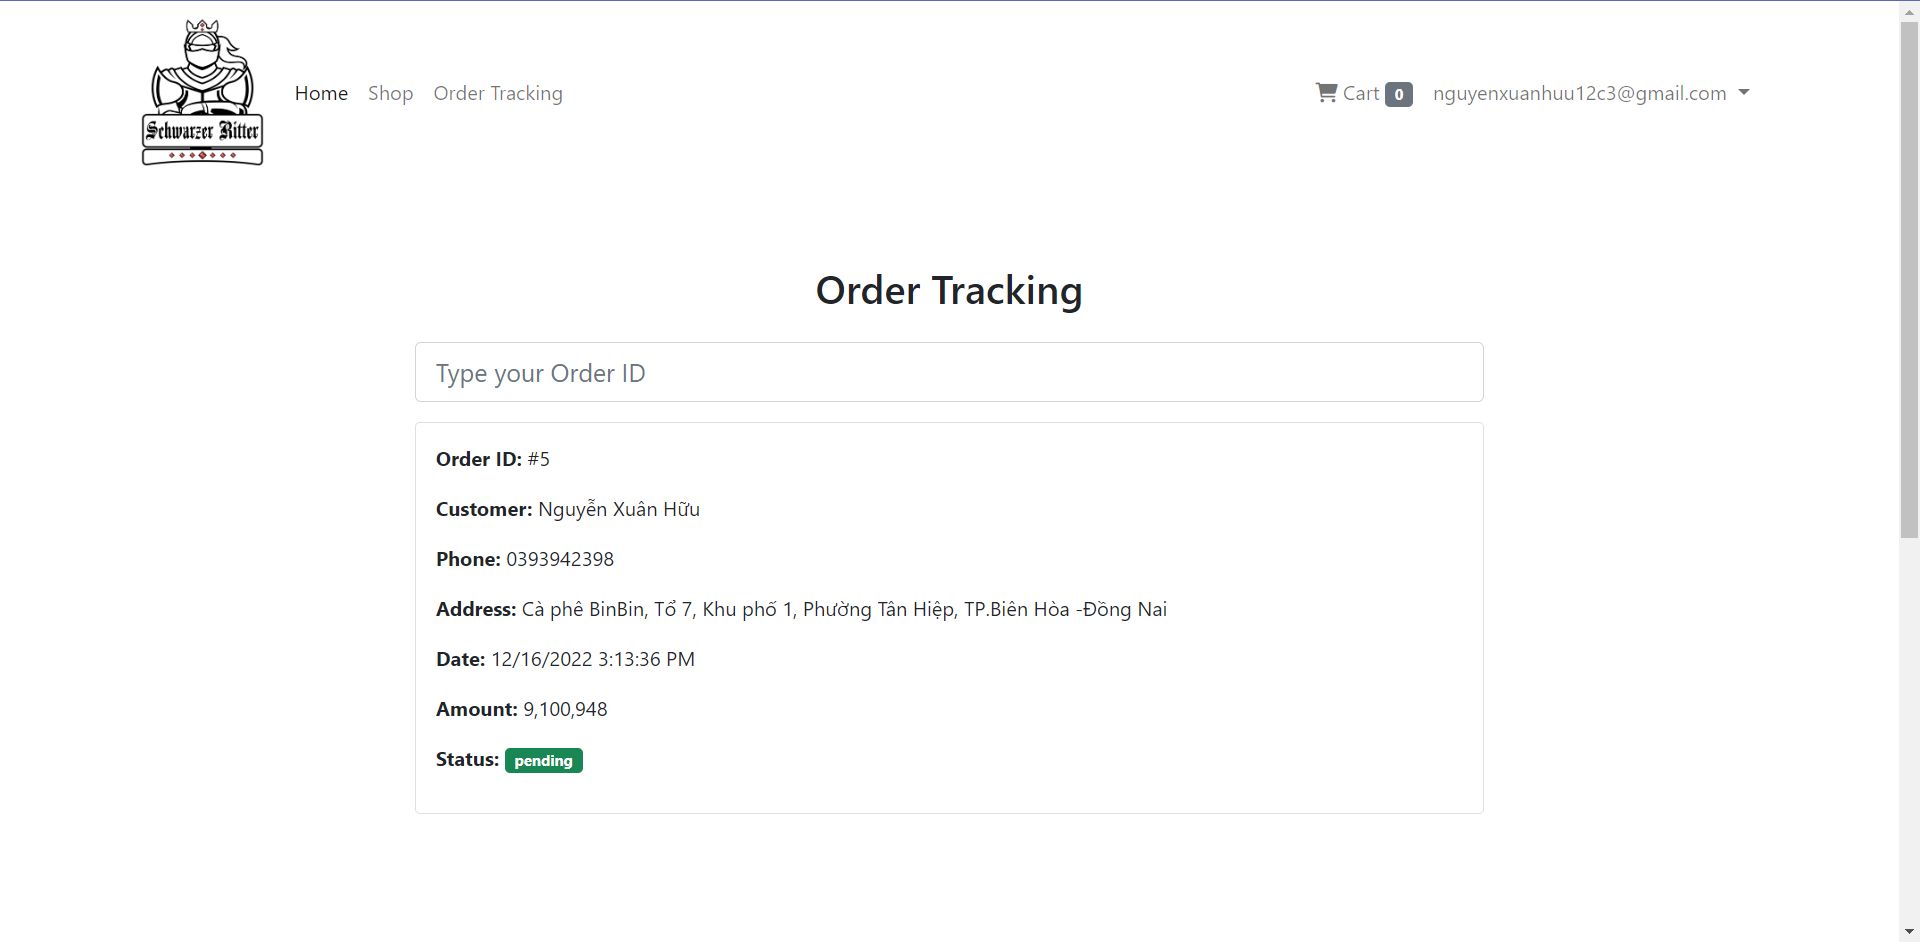 Schwarzer Ritter
Home Shop Order Tracking
Cart 0 nguyenxuanhuu12c3@gmail.com
Order Tracking
Type your Order ID
Order ID: #5
Customer: Nguyễn Xuân Hữu
Phone: 0393942398
Address: Cà phê BinBin, Tổ 7, Khu phố 1, Phường Tân Hiệp, TP.Biên Hòa -Đồng Nai
Date: 12/16/2022 3:13:36 PM
Amount: 9,100,948
Status: pending